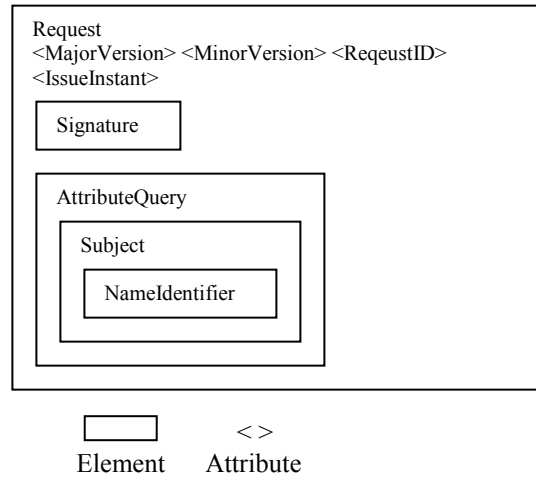 Request
<MajorVersion> <MinorVersion> <ReqeustID>
<IssueInstant>
Signature
AttributeQuery
Subject
NameIdentifier
< >
Element Attribute